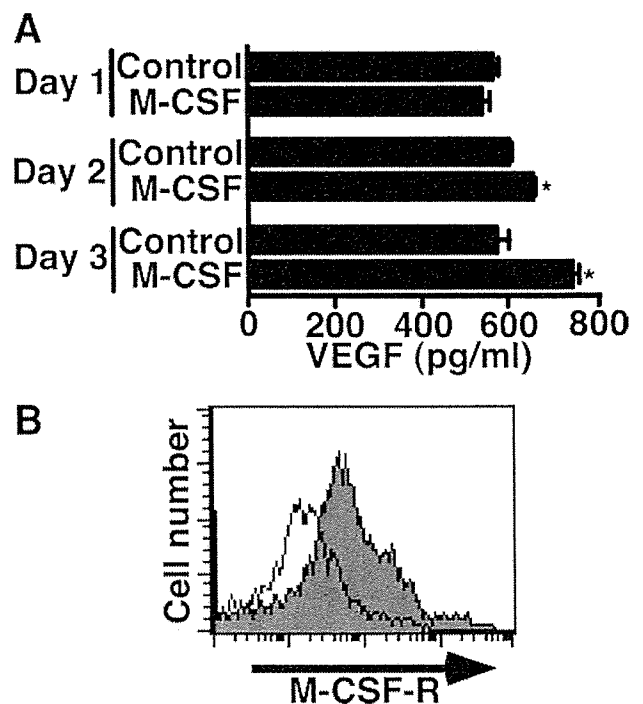 A
Day 1
Control
M-CSF
Day 2
Control
M-CSF *
Day 3
Control
M-CSF *
0 200 400 600 800
VEGF (pg/ml)
B
Cell number
M-CSF-R